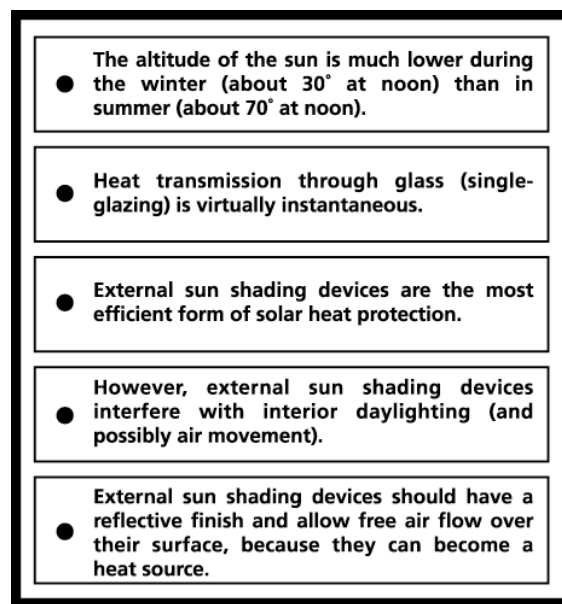 ● The altitude of the sun is much lower during
the winter (about 30˚ at noon) than in
summer (about 70˚ at noon).
● Heat transmission through glass (single-
glazing) is virtually instantaneous.
● External sun shading devices are the most
efficient form of solar heat protection.
● However, external sun shading devices
interfere with interior daylighting (and
possibly air movement).
● External sun shading devices should have a
reflective finish and allow free air flow over
their surface, because they can become a
heat source.